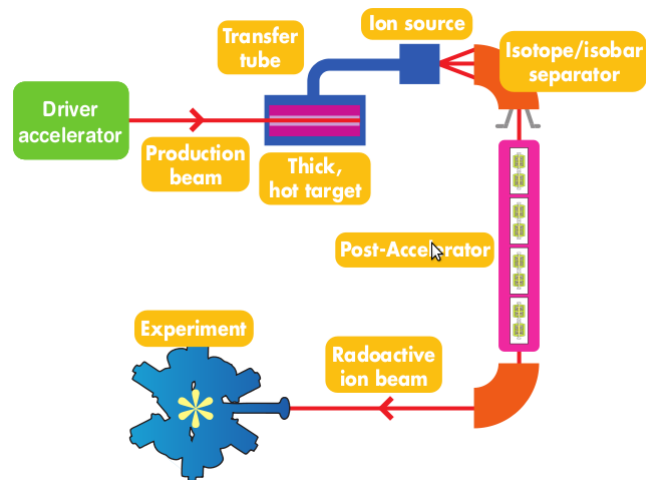 Transfer
tube
Ion source
Isotope/isobar
separator
Driver
accelerator
Production
beam
Thick,
hot target
Post-Accelerator
Experiment
Radoactive
ion beam